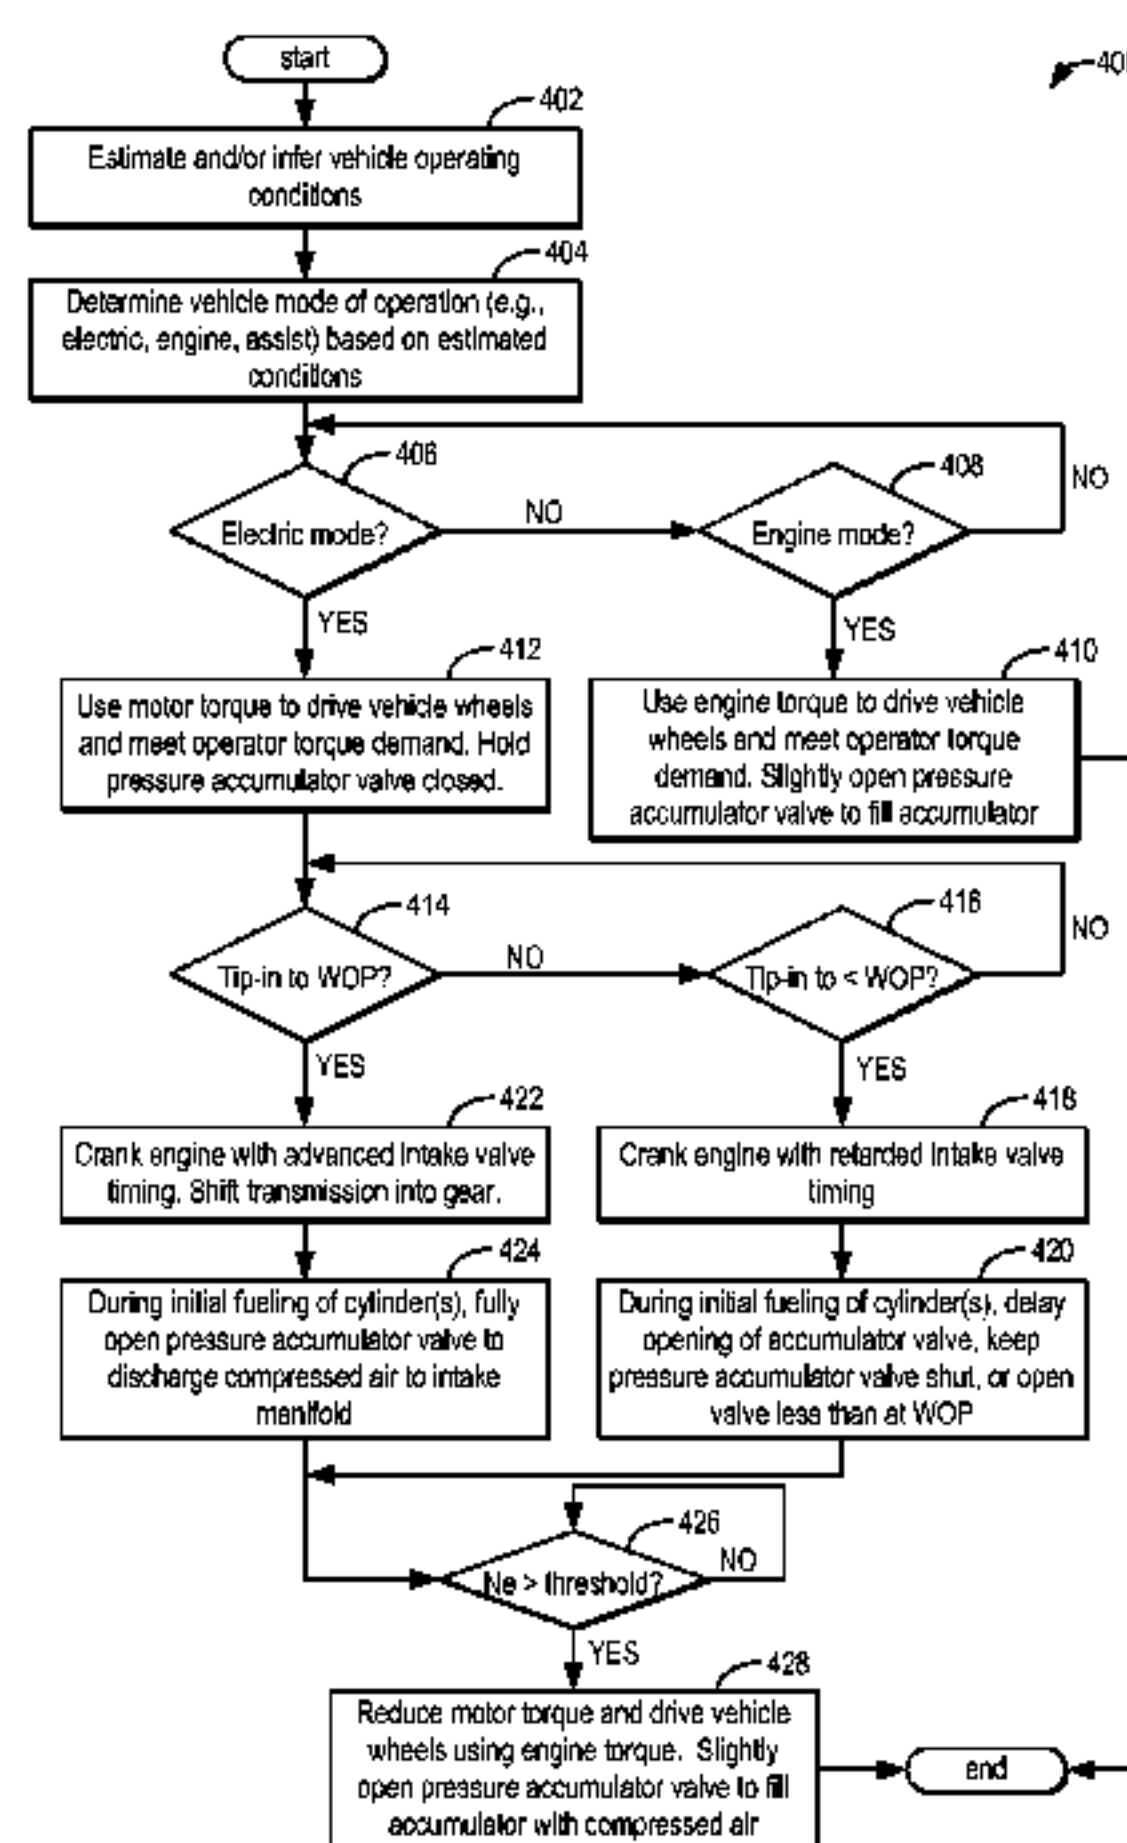 start
40
402
Estimate and/or infer vehicle operating
conditions
404
Determine vehicle mode of operation (e.g.,
electric, engine, assist) based on estimated
conditions
406
Electric mode?
NO
408
Engine mode?
NO
YES
YES
412
Use motor torque to drive vehicle wheels
and meet operator torque demand. Hold
pressure accumulator valve closed.
410
Use engine torque to drive vehicle
wheels and meet operator torque
demand. Slightly open pressure
accumulator valve to fill accumulator
414
Tip-in to WOP?
NO
416
Tip-in to < WOP?
NO
YES
YES
422
Crank engine with advanced intake valve
timing. Shift transmission into gear.
418
Crank engine with retarded intake valve
timing
424
During initial fueling of cylinder(s), fully
open pressure accumulator valve to
discharge compressed air to intake
manifold
420
During initial fueling of cylinder(s), delay
opening of accumulator valve, keep
pressure accumulator valve shut, or open
valve less than at WOP
426
Ne > threshold?
NO
YES
428
Reduce motor torque and drive vehicle
wheels using engine torque. Slightly
open pressure accumulator valve to fill
accumulator with compressed air
end